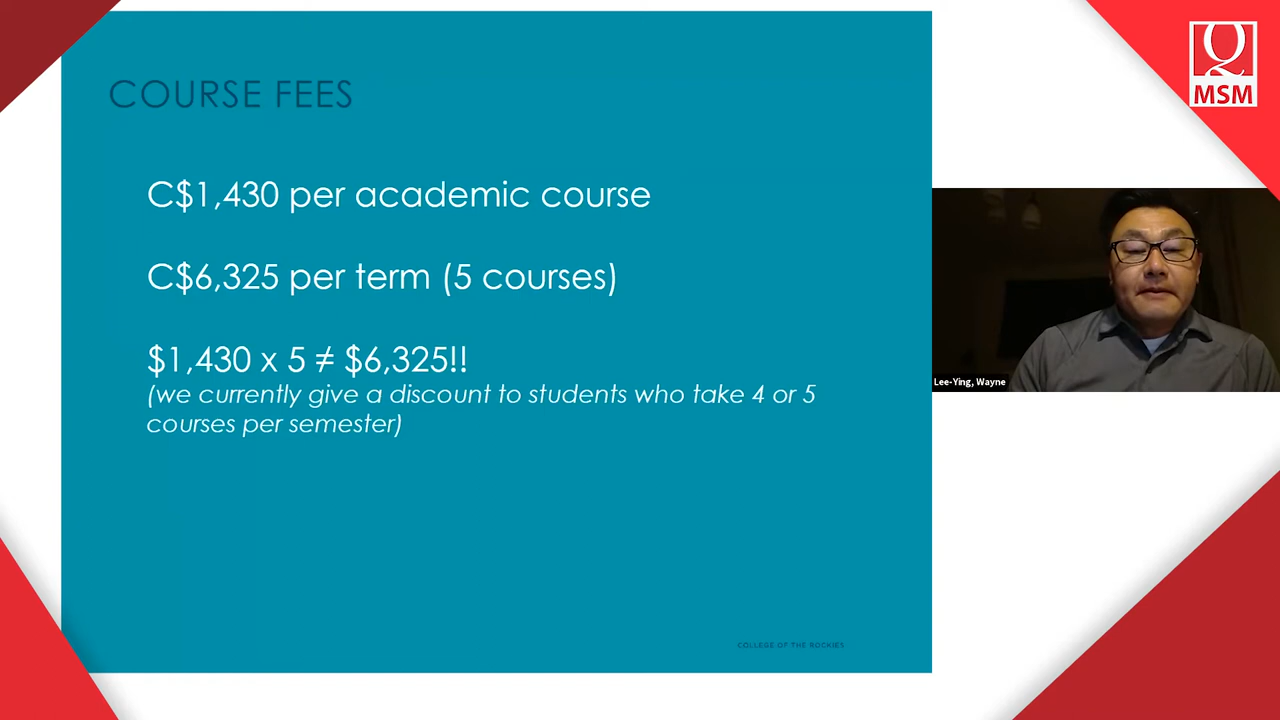 COURSE FEES
C$1,430 per academic course
C$6,325 per term (5 courses)
$1,430 x 5 ≠ $6,325!!
(we currently give a discount to students who take 4 or 5
courses per semester)
COLLEGE OF THE ROCKIES
Q
MSM
Lee-Ying, Wayne